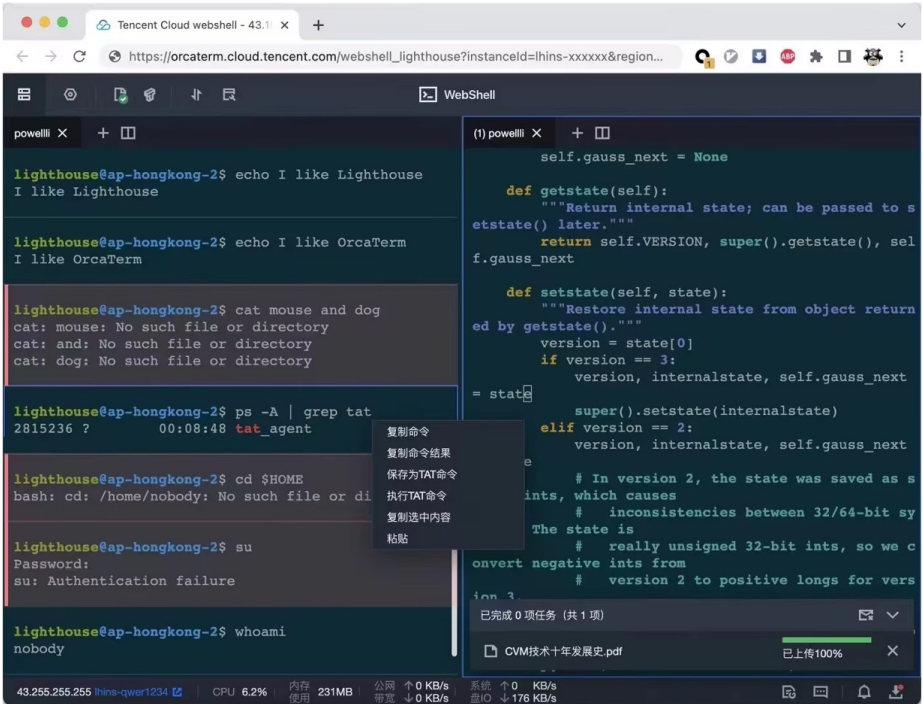 Tencent Cloud webshell - 43.1
https://orcaterm.cloud.tencent.com/webshell_lighthouse?instanceId=lhins-xxxxxx&region...
1
ABP
WebShell
powellli
(1) powellli
lighthouse@ap-hongkong-2$ echo I like Lighthouse
I like Lighthouse
lighthouse@ap-hongkong-2$ echo I like OrcaTerm
I like OrcaTerm
lighthouse@ap-hongkong-2$ cat mouse and dog
cat: mouse: No such file or directory
cat: and: No such file or directory
cat: dog: No such file or directory
lighthouse@ap-hongkong-2$ ps -A | grep tat
2815236 ? 00:08:48 tat_agent
lighthouse@ap-hongkong-2$ cd $HOME
bash: cd: /home/nobody: No such file or di
lighthouse@ap-hongkong-2$ su
Password:
su: Authentication failure
lighthouse@ap-hongkong-2$ whoami
nobody
复制命令
复制命令结果
保存为TAT命令
执行TAT命令
复制选中内容
粘贴
self.gauss_next = None
def getstate(self):
"""Return internal state; can be passed to s
etstate() later."""
return self.VERSION, super().getstate(), sel
f.gauss_next
def setstate(self, state):
"""Restore internal state from object return
ed by getstate()."""
version = state[0]
if version == 3:
version, internalstate, self.gauss_next
= state
super().setstate(internalstate)
elif version == 2:
version, internalstate, self.gauss_next
e
# In version 2, the state was saved as s
ints, which causes
# inconsistencies between 32/64-bit sy
The state is
# really unsigned 32-bit ints, so we c
onvert negative ints from
# version 2 to positive longs for vers
ion 3.
已完成 0 项任务 (共 1 项)
CVM技术十年发展史.pdf
已上传100%
43.255.255.255 lhins-qwer1234
CPU 6.2%
内存使用 231MB
公网带宽 ↑0 KB/s ↓0 KB/s
系统盘IO ↑0 KB/s ↓176 KB/s